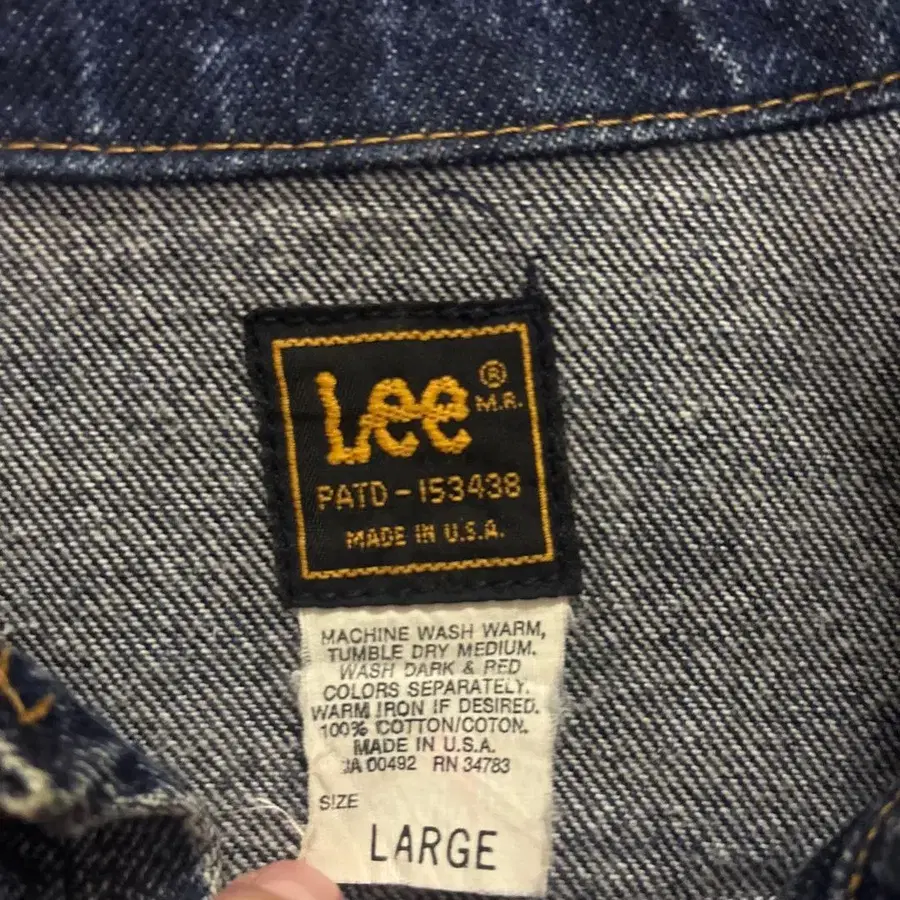 Lee ® M.R.
PATD-153438
MADE IN U.S.A.
MACHINE WASH WARM,
TUMBLE DRY MEDIUM.
WASH DARK & RED
COLORS SEPARATELY.
WARM IRON IF DESIRED.
100% COTTON/COTON.
MADE IN U.S.A.
00492 RN 34783
SIZE
LARGE